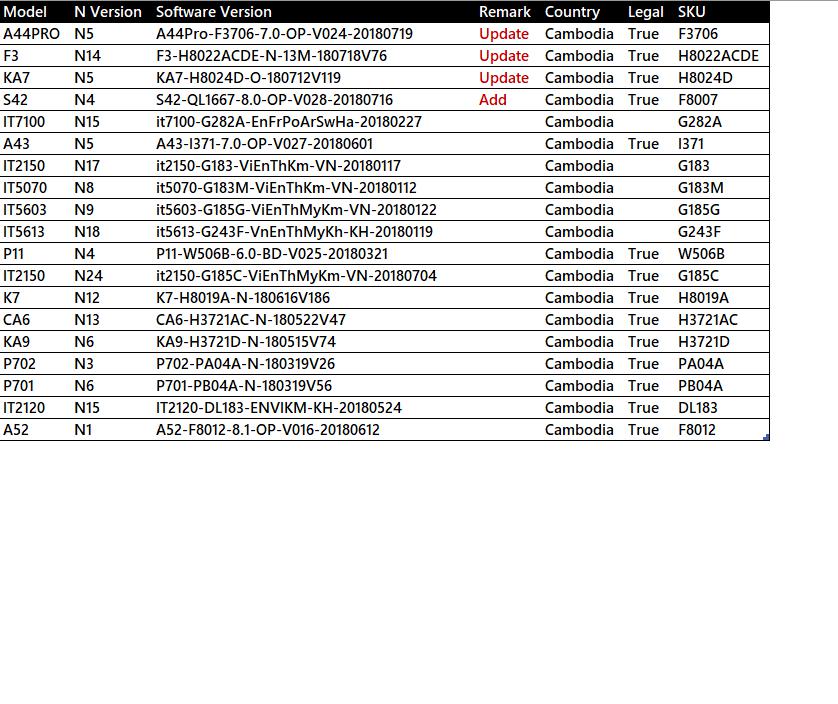 Model N Version Software Version Remark Country Legal SKU
A44PRO N5 A44Pro-F3706-7.0-OP-V024-20180719 Update Cambodia True F3706
F3 N14 F3-H8022ACDE-N-13M-180718V76 Update Cambodia True H8022ACDE
KA7 N5 KA7-H8024D-O-180712V119 Update Cambodia True H8024D
S42 N4 S42-QL1667-8.0-OP-V028-20180716 Add Cambodia True F8007
IT7100 N15 it7100-G282A-EnFrPoArSwHa-20180227 Cambodia G282A
A43 N5 A43-I371-7.0-OP-V027-20180601 Cambodia True I371
IT2150 N17 it2150-G183-ViEnThKm-VN-20180117 Cambodia G183
IT5070 N8 it5070-G183M-ViEnThKm-VN-20180112 Cambodia G183M
IT5603 N9 it5603-G185G-ViEnThMyKm-VN-20180122 Cambodia G185G
IT5613 N18 it5613-G243F-VnEnThMyKh-KH-20180119 Cambodia G243F
P11 N4 P11-W506B-6.0-BD-V025-20180321 Cambodia True W506B
IT2150 N24 it2150-G185C-ViEnThMyKm-VN-20180704 Cambodia True G185C
K7 N12 K7-H8019A-N-180616V186 Cambodia True H8019A
CA6 N13 CA6-H3721AC-N-180522V47 Cambodia True H3721AC
KA9 N6 KA9-H3721D-N-180515V74 Cambodia True H3721D
P702 N3 P702-PA04A-N-180319V26 Cambodia True PA04A
P701 N6 P701-PB04A-N-180319V56 Cambodia True PB04A
IT2120 N15 IT2120-DL183-ENVIKM-KH-20180524 Cambodia True DL183
A52 N1 A52-F8012-8.1-OP-V016-20180612 Cambodia True F8012